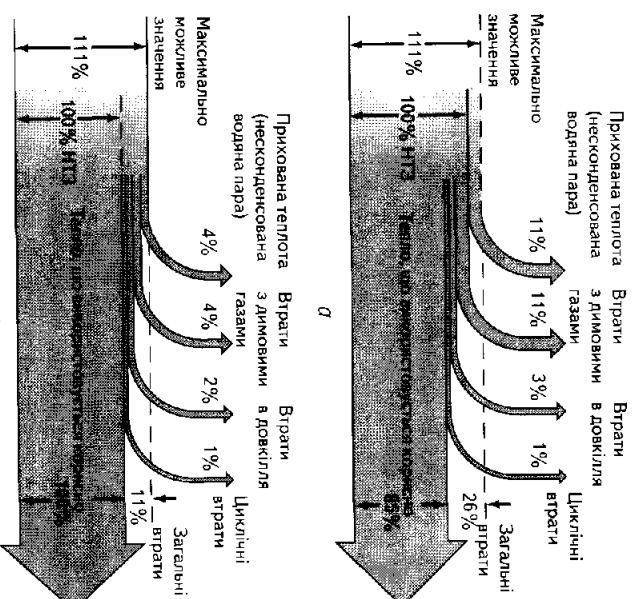 Максимально
можливе
значення
111%
100% НТЗ
Прихована теплота
(несконденсована
водяна пара)
11%
Втрати
з димовими
газами
11%
Втрати
в довкілля
3%
Циклічні
втрати
1%
Загальні
втрати
26%
Тепло, що використовується корисно
85%
а
Максимально
можливе
значення
111%
100% НТЗ
Прихована теплота
(несконденсована
водяна пара)
4%
Втрати
з димовими
газами
4%
Втрати
в довкілля
2%
Циклічні
втрати
1%
Загальні
втрати
11%
Тепло, що використовується корисно
100%